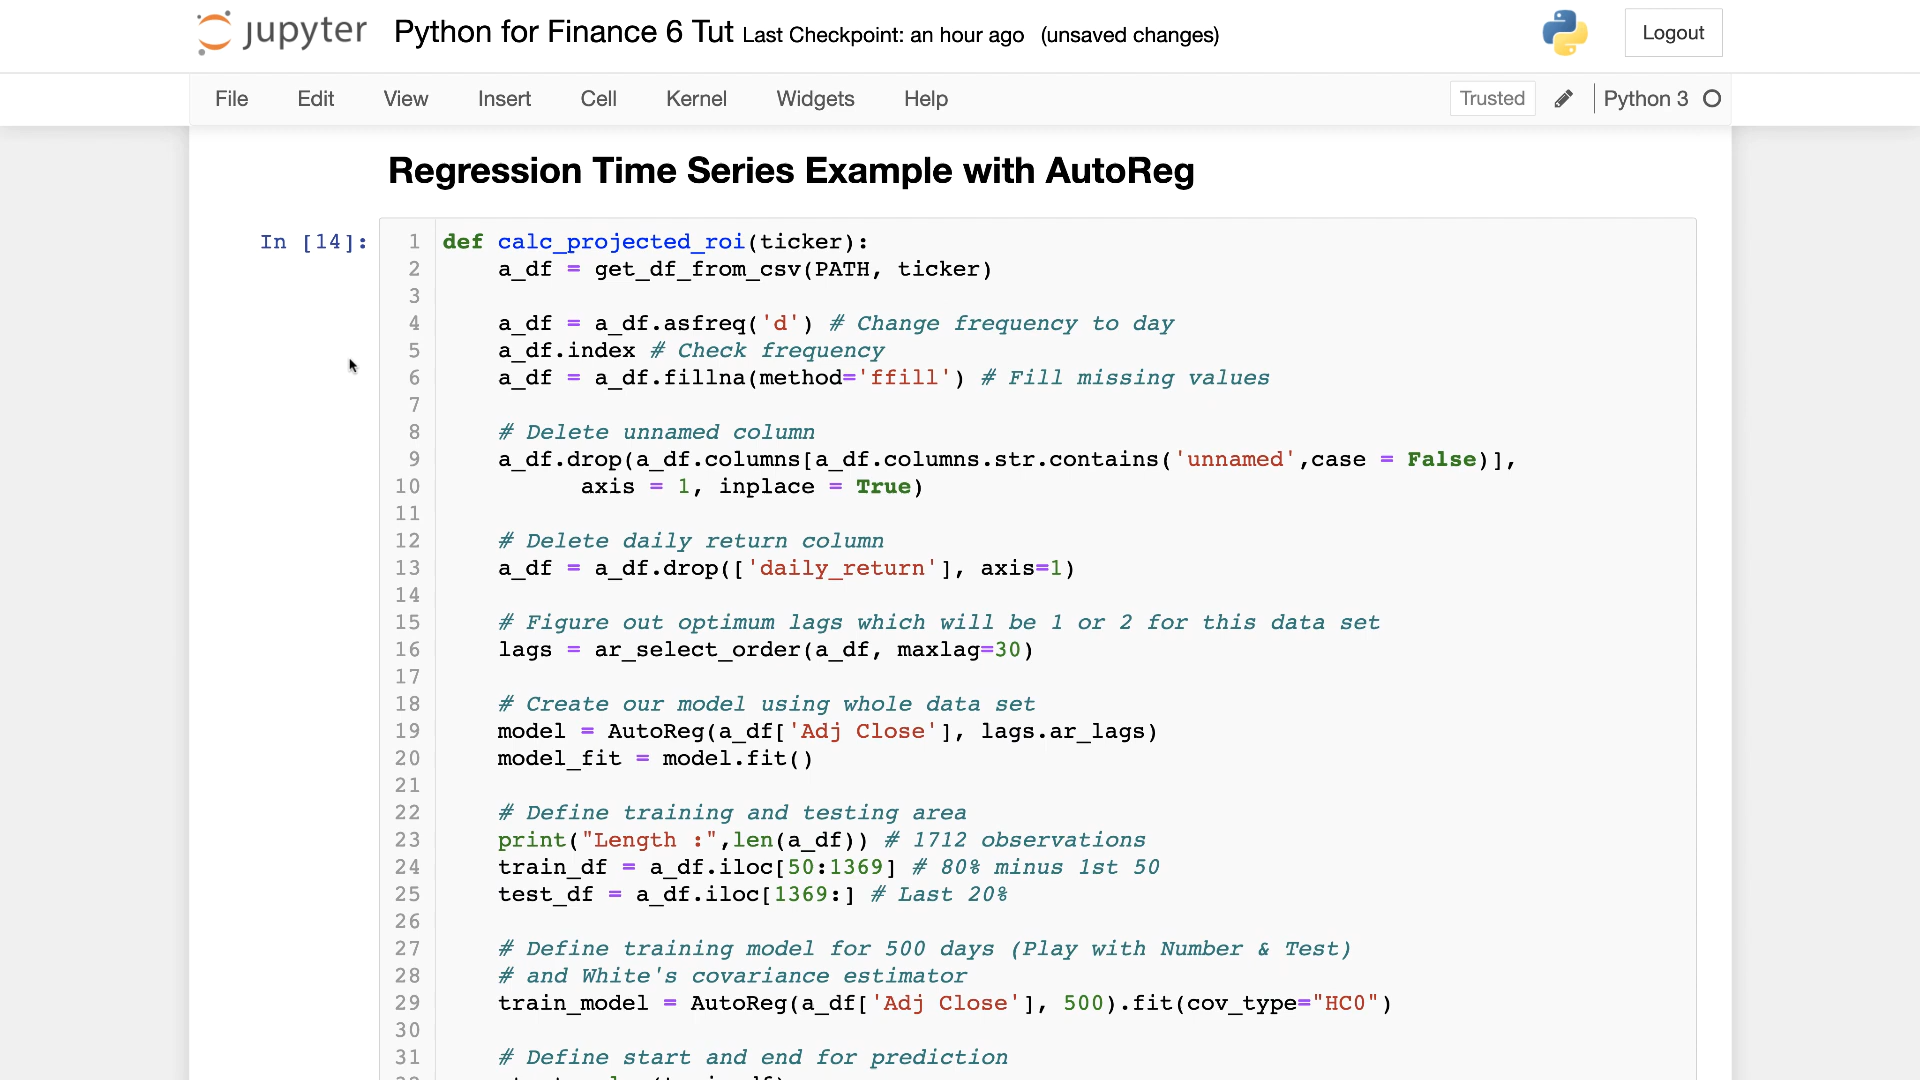 jupyter Python for Finance 6 Tut Last Checkpoint: an hour ago (unsaved changes) Logout
File Edit View Insert Cell Kernel Widgets Help Trusted Python 3
Regression Time Series Example with AutoReg
In [14]: 1 def calc_projected_roi(ticker):
2     a_df = get_df_from_csv(PATH, ticker)
3
4     a_df = a_df.asfreq('d') # Change frequency to day
5     a_df.index # Check frequency
6     a_df = a_df.fillna(method='ffill') # Fill missing values
7
8     # Delete unnamed column
9     a_df.drop(a_df.columns[a_df.columns.str.contains('unnamed',case = False)],
10           axis = 1, inplace = True)
11
12     # Delete daily return column
13     a_df = a_df.drop(['daily_return'], axis=1)
14
15     # Figure out optimum lags which will be 1 or 2 for this data set
16     lags = ar_select_order(a_df, maxlag=30)
17
18     # Create our model using whole data set
19     model = AutoReg(a_df['Adj Close'], lags.ar_lags)
20     model_fit = model.fit()
21
22     # Define training and testing area
23     print("Length :",len(a_df)) # 1712 observations
24     train_df = a_df.iloc[50:1369] # 80% minus 1st 50
25     test_df = a_df.iloc[1369:] # Last 20%
26
27     # Define training model for 500 days (Play with Number & Test)
28     # and White's covariance estimator
29     train_model = AutoReg(a_df['Adj Close'], 500).fit(cov_type="HC0")
30
31     # Define start and end for prediction